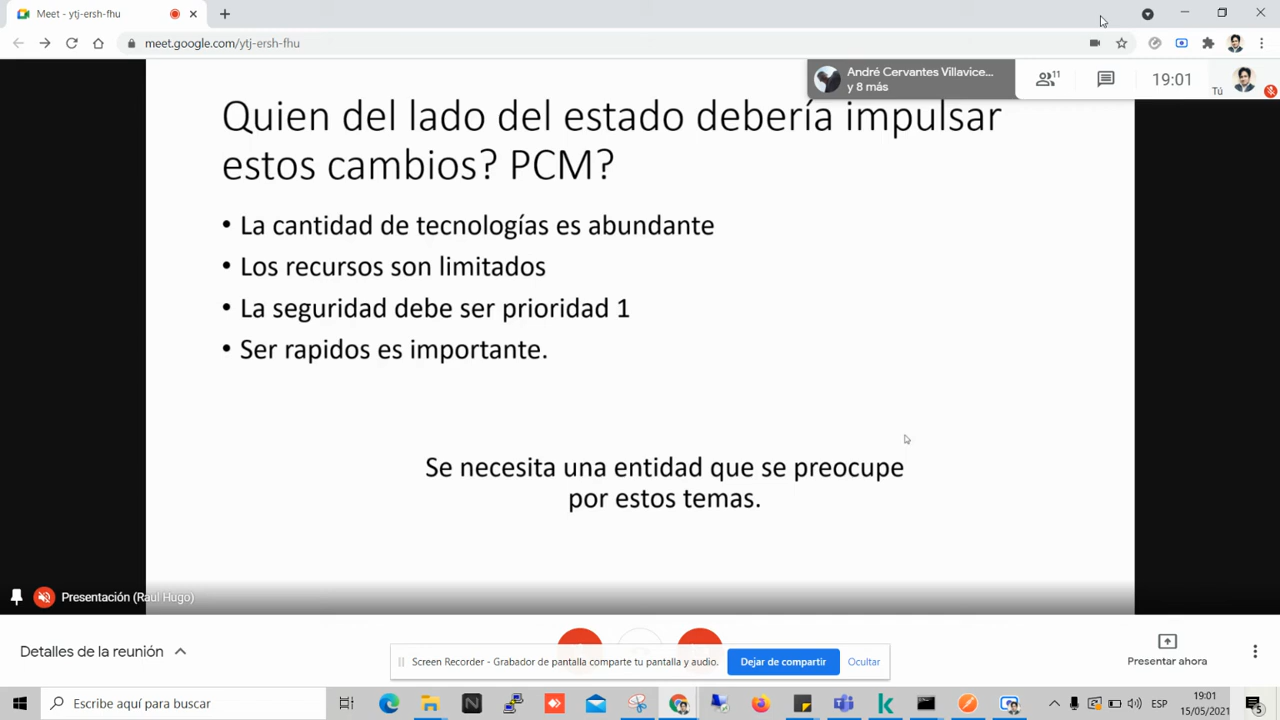 Meet - ytj-ersh-fhu
meet.google.com/ytj-ersh-fhu
André Cervantes Villavice...
y 8 más
11
19:01
Tú
Quien del lado del estado debería impulsar
estos cambios? PCM?
• La cantidad de tecnologías es abundante
• Los recursos son limitados
• La seguridad debe ser prioridad 1
• Ser rapidos es importante.
Se necesita una entidad que se preocupe
por estos temas.
Presentación (Raul Hugo)
Detalles de la reunión
Screen Recorder - Grabador de pantalla comparte tu pantalla y audio.
Dejar de compartir
Ocultar
Presentar ahora
Escribe aquí para buscar
ESP
19:01
15/05/2021
5